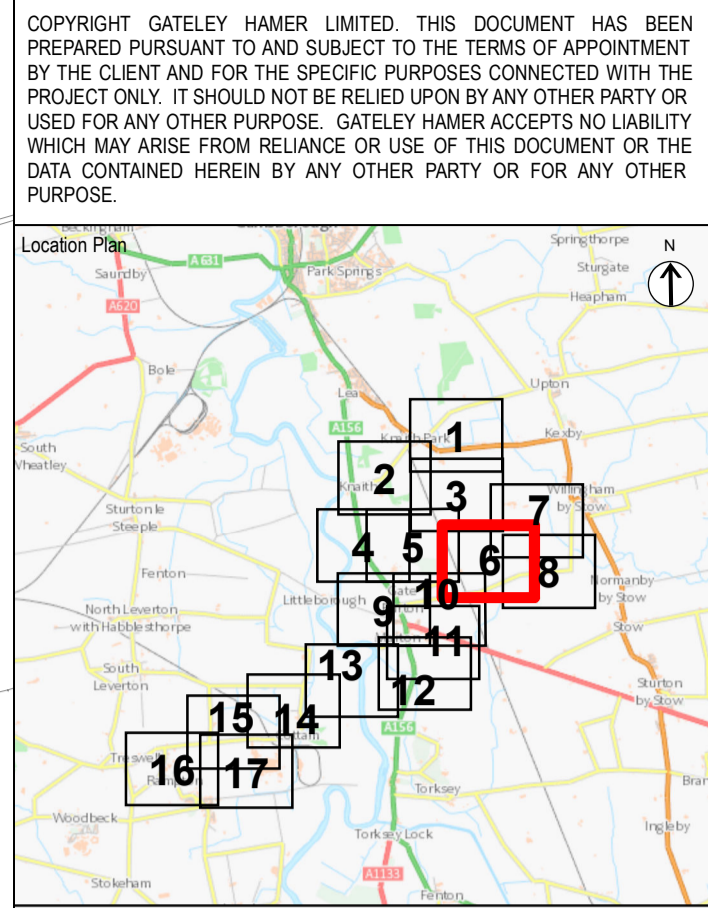 COPYRIGHT GATELEY HAMER LIMITED. THIS DOCUMENT HAS BEEN
PREPARED PURSUANT TO AND SUBJECT TO THE TERMS OF APPOINTMENT
BY THE CLIENT AND FOR THE SPECIFIC PURPOSES CONNECTED WITH THE
PROJECT ONLY. IT SHOULD NOT BE RELIED UPON BY ANY OTHER PARTY OR
USED FOR ANY OTHER PURPOSE. GATELEY HAMER ACCEPTS NO LIABILITY
WHICH MAY ARISE FROM RELIANCE OR USE OF THIS DOCUMENT OR THE
DATA CONTAINED HEREIN BY ANY OTHER PARTY OR FOR ANY OTHER
PURPOSE.
Location Plan
N
Springthorpe
Saundby
A 631
Park Springs
Sturgate
Heapham
A620
Bole
Lea
Upton
A156
Knaith Park
1
Kexby
South
Wheatley
Knaith
2
3
7
Willingham
by Stow
Sturton le
Steeple
4
5
6
8
Fenton
Normanby
by Stow
Littleborough
10
North Leverton
with Habblesthorpe
9
11
Stow
South
Leverton
13
12
Sturton
by Stow
15
14
A156
Treswell
16
17
Torksey
Bran
Woodbeck
Torksey Lock
Ingleby
A1133
Stokeham
Fenton